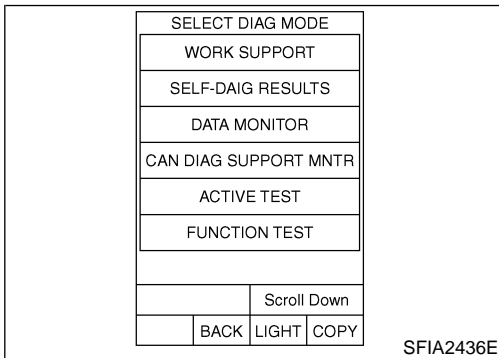 SELECT DIAG MODE
WORK SUPPORT
SELF-DAIG RESULTS
DATA MONITOR
CAN DIAG SUPPORT MNTR
ACTIVE TEST
FUNCTION TEST
Scroll Down
BACK LIGHT COPY
SFIA2436E